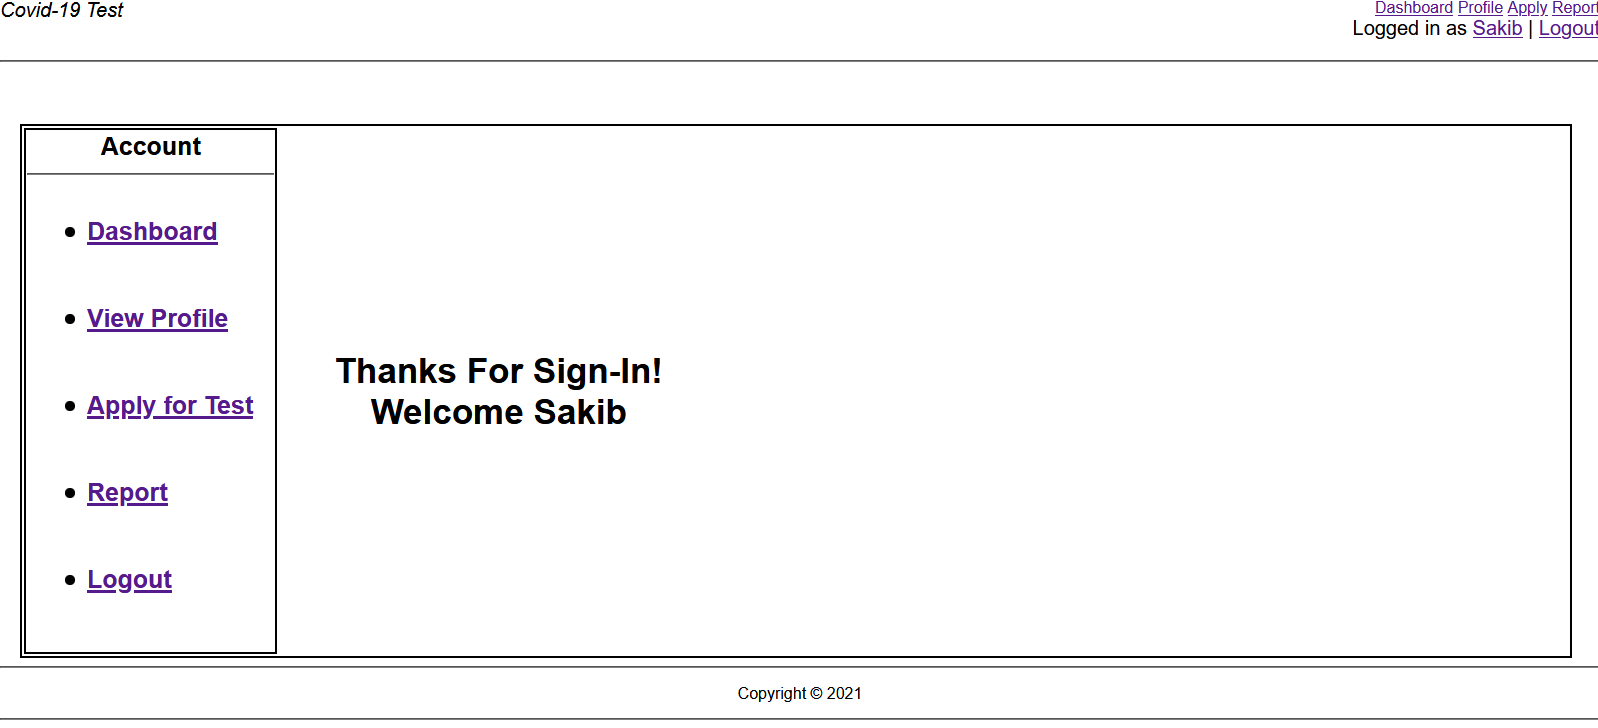 Covid-19 Test
Dashboard Profile Apply Report
Logged in as Sakib | Logout
Account
Dashboard
View Profile
Apply for Test
Report
Logout
Thanks For Sign-In!
Welcome Sakib
Copyright © 2021